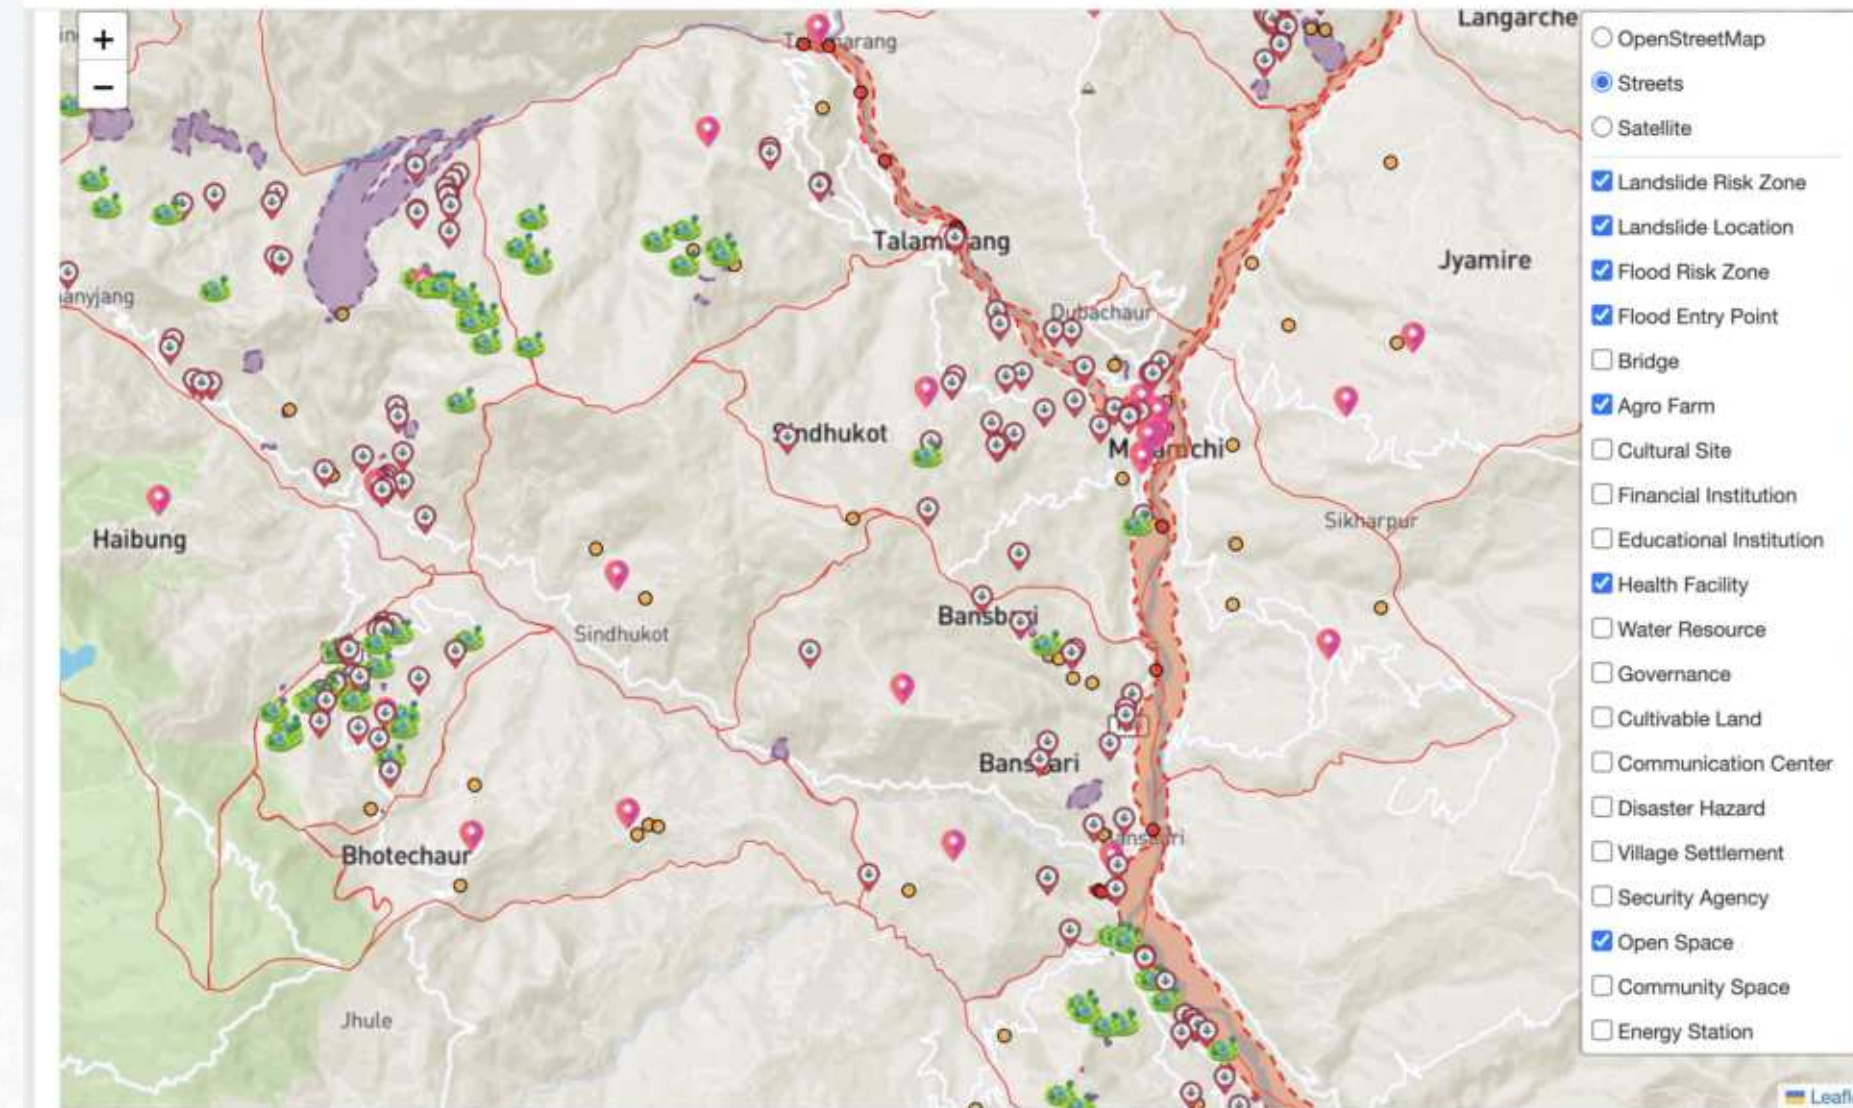 +
−
Langarche
Talamarang
Jyamire
Dubachaur
Sindhukot
Haibung
Sikharpur
Sindhukot
Bansbari
Bansbari
Bhotechaur
Jhule
OpenStreetMap
Streets
Satellite
Landslide Risk Zone
Landslide Location
Flood Risk Zone
Flood Entry Point
Bridge
Agro Farm
Cultural Site
Financial Institution
Educational Institution
Health Facility
Water Resource
Governance
Cultivable Land
Communication Center
Disaster Hazard
Village Settlement
Security Agency
Open Space
Community Space
Energy Station